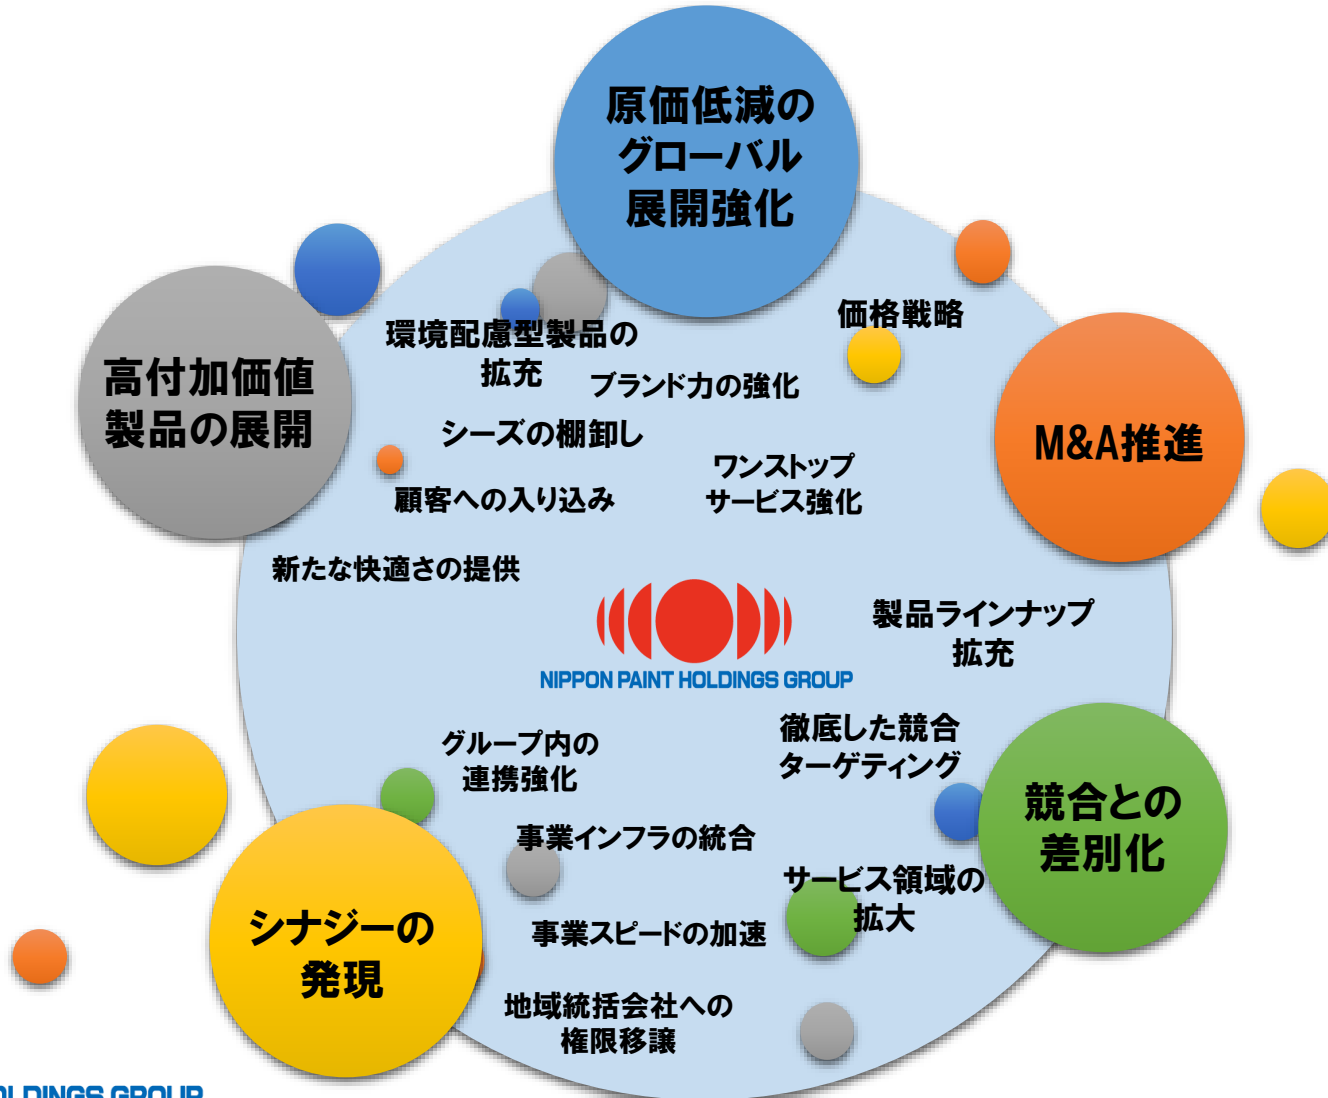 原価低減の
グローバル
展開強化
価格戦略
環境配慮型製品の
拡充
ブランド力の強化
高付加価値
製品の展開
シーズの棚卸し
M&A推進
ワンストップ
サービス強化
顧客への入り込み
新たな快適さの提供
製品ラインナップ
拡充
NIPPON PAINT HOLDINGS GROUP
徹底した競合
ターゲティング
グループ内の
連携強化
競合との
差別化
事業インフラの統合
サービス領域の
拡大
シナジーの
発現
事業スピードの加速
地域統括会社への
権限移譲
OLDINGS GROUP